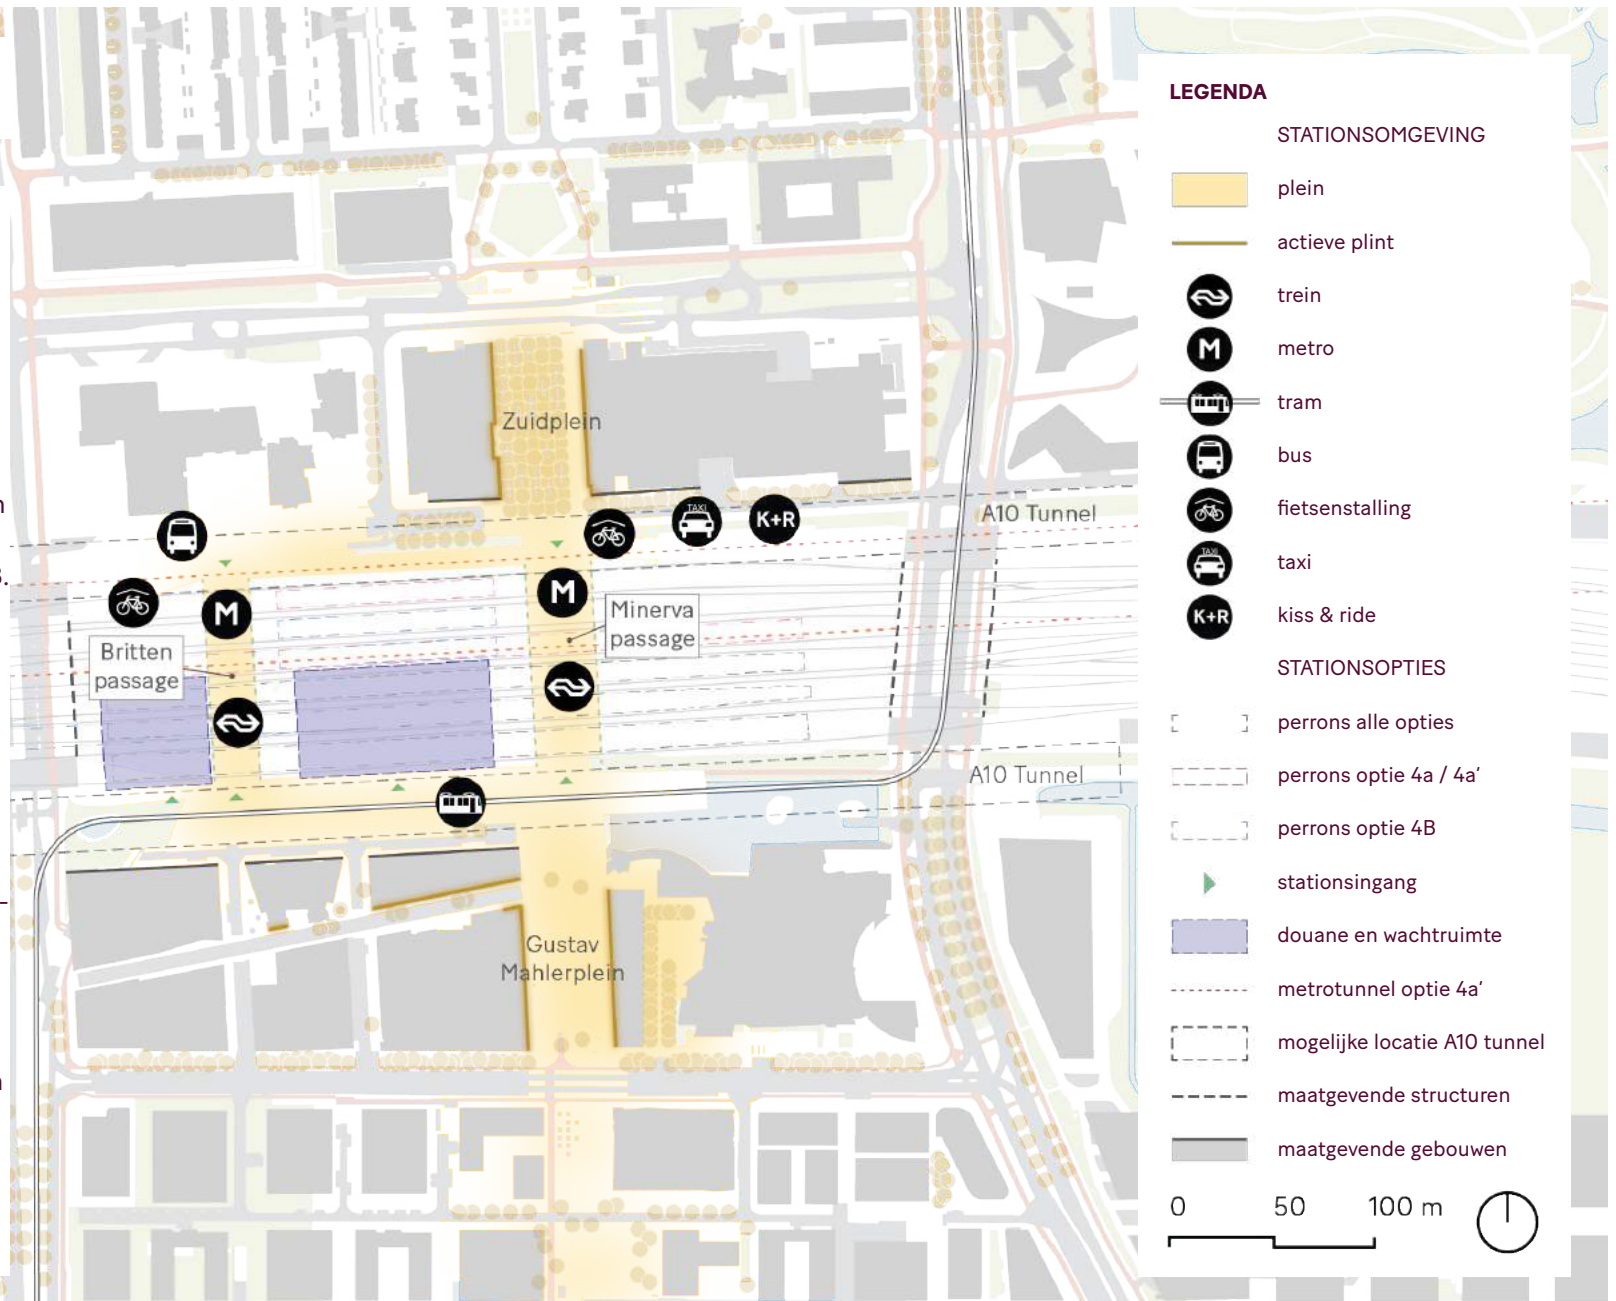 Zuidplein
TAXI
K+R
A10 Tunnel
M
M
Minerva
passage
Britten
passage
A10 Tunnel
Gustav
Mahlerplein
LEGENDA
STATIONSOMGEVING
plein
actieve plint
trein
M
metro
tram
bus
fietsenstalling
TAXI
taxi
K+R
kiss & ride
STATIONSOPTIES
perrons alle opties
perrons optie 4a / 4a'
perrons optie 4B
stationsingang
douane en wachtruimte
metrotunnel optie 4a'
mogelijke locatie A10 tunnel
maatgevende structuren
maatgevende gebouwen
0 50 100 m